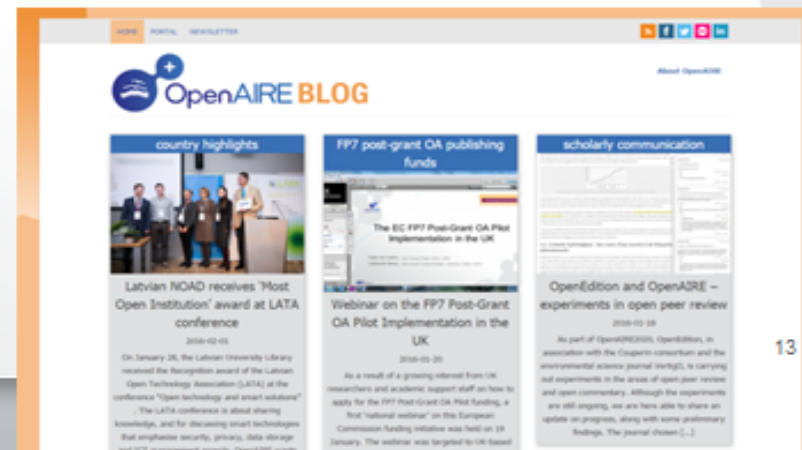 HOME PORTAL NEWSLETTER
OpenAIRE BLOG
About OpenAIRE
country highlights
Latvian NOAD receives 'Most
Open Institution' award at LATA
conference
2016-02-01
On January 28, the Latvian University Library
received the Recognition award of the Latvian
Open Technology Association (LATA) at the
conference "Open technology and smart solutions"
. The LATA conference is about sharing
knowledge, and for discussing smart technologies
that emphasise security, privacy, data storage
FP7 post-grant OA publishing
funds
The EC FP7 Post-Grant OA Pilot
Implementation in the UK
Webinar on the FP7 Post-Grant
OA Pilot Implementation in the
UK
2016-01-20
As a result of a growing interest from UK
researchers and academic support staff on how to
apply for the FP7 Post-Grant OA Pilot funding, a
first 'national webinar' on this European
Commission funding initiative was held on 19
January. The webinar was targeted to UK-based
scholarly communication
OpenEdition and OpenAIRE –
experiments in open peer review
2016-01-18
As part of OpenAIRE2020, OpenEdition, in
association with the Couperin consortium and the
environmental science journal VertigO, is carrying
out experiments in the areas of open peer review
and open commentary. Although the experiments
are still ongoing, we are here able to share an
update on progress, along with some preliminary
findings. The journal chosen [...]
13